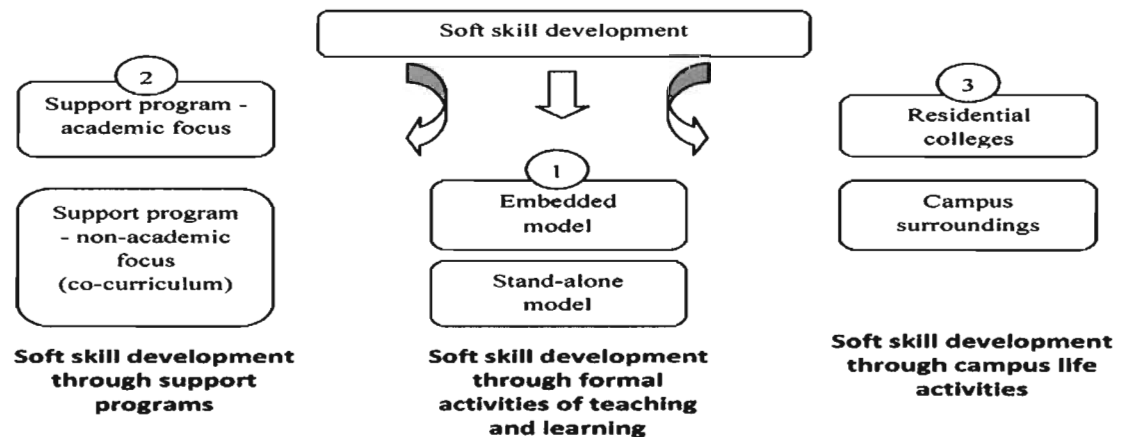 Soft skill development
2
Support program -
academic focus
Support program
- non-academic
focus
(co-curriculum)
Soft skill development
through support
programs
1
Embedded
model
Stand-alone
model
Soft skill development
through formal
activities of teaching
and learning
3
Residential
colleges
Campus
surroundings
Soft skill development
through campus life
activities